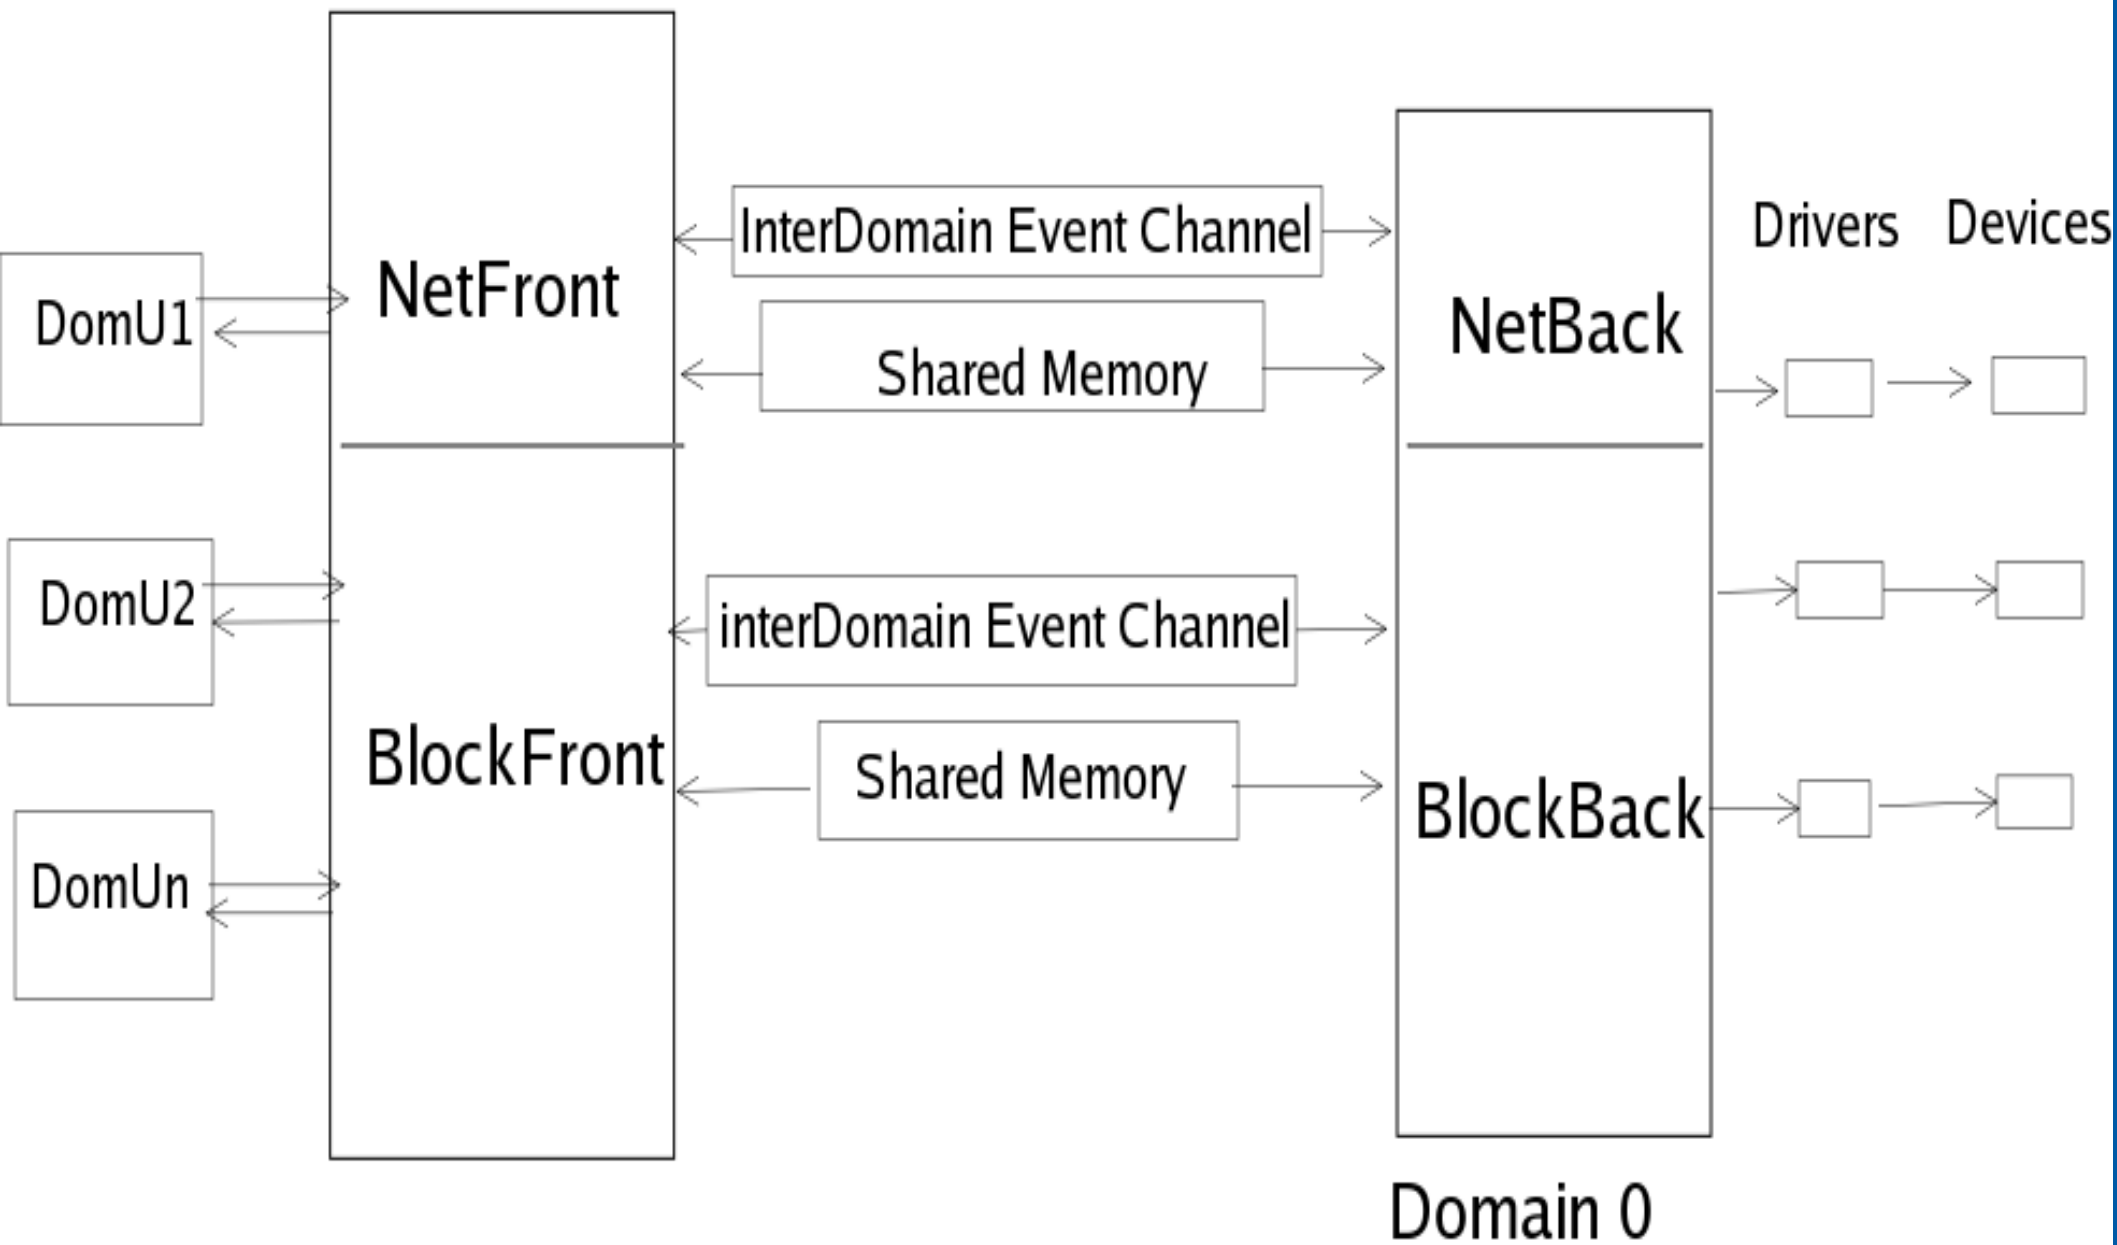 InterDomain Event Channel
Drivers
Devices
DomU1
NetFront
NetBack
Shared Memory
DomU2
interDomain Event Channel
BlockFront
Shared Memory
BlockBack
DomUn
Domain 0